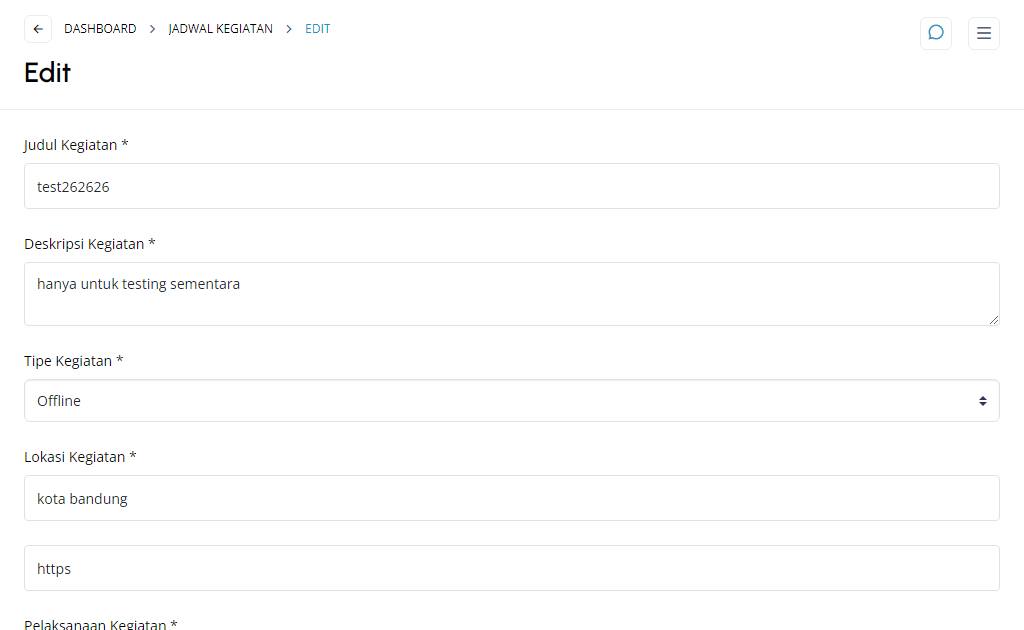 DASHBOARD > JADWAL KEGIATAN > EDIT
Edit
Judul Kegiatan *
test262626
Deskripsi Kegiatan *
hanya untuk testing sementara
Tipe Kegiatan *
Offline
Lokasi Kegiatan *
kota bandung
https
Pelaksanaan Kegiatan *